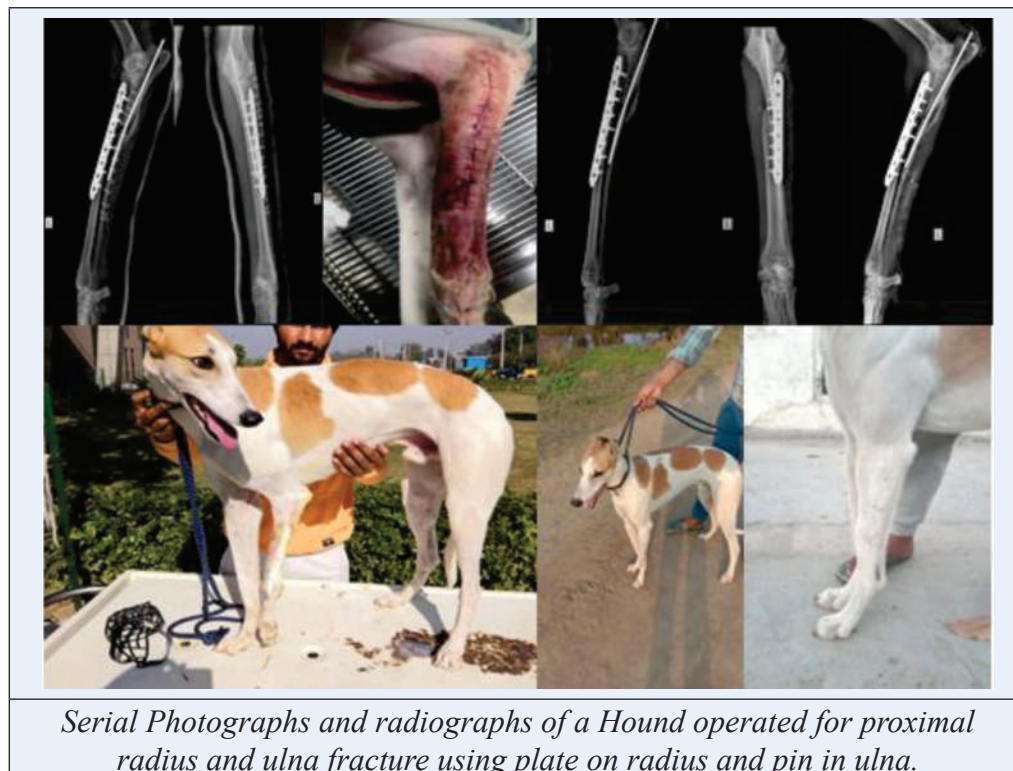 Serial Photographs and radiographs of a Hound operated for proximal
radius and ulna fracture using plate on radius and pin in ulna.